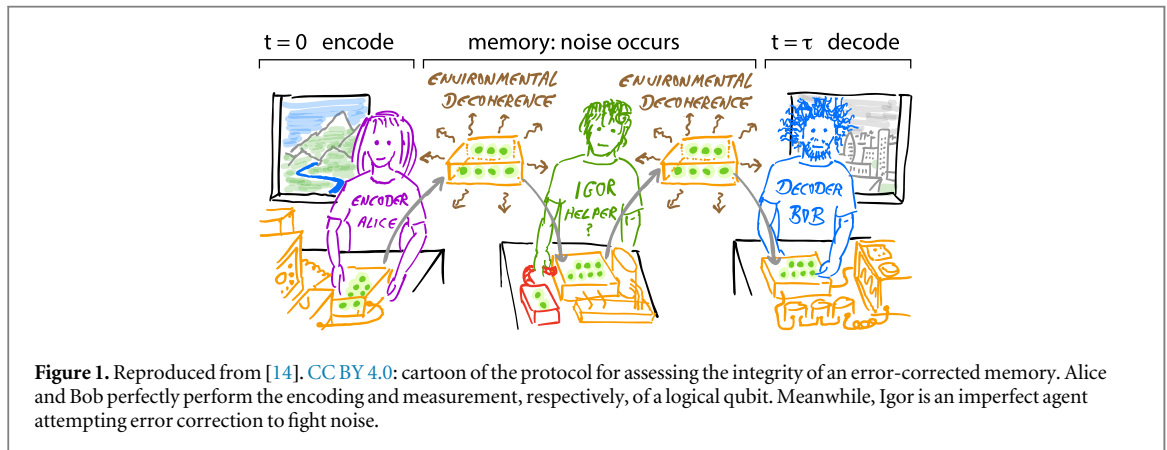 t = 0 encode
memory: noise occurs
t = τ decode
ENVIRONMENTAL
DECOHERENCE
ENVIRONMENTAL
DECOHERENCE
ENCODER
ALICE
IGOR
HELPER
?
DECODER
BOB
Figure 1. Reproduced from [14]. CC BY 4.0: cartoon of the protocol for assessing the integrity of an error-corrected memory. Alice
and Bob perfectly perform the encoding and measurement, respectively, of a logical qubit. Meanwhile, Igor is an imperfect agent
attempting error correction to fight noise.